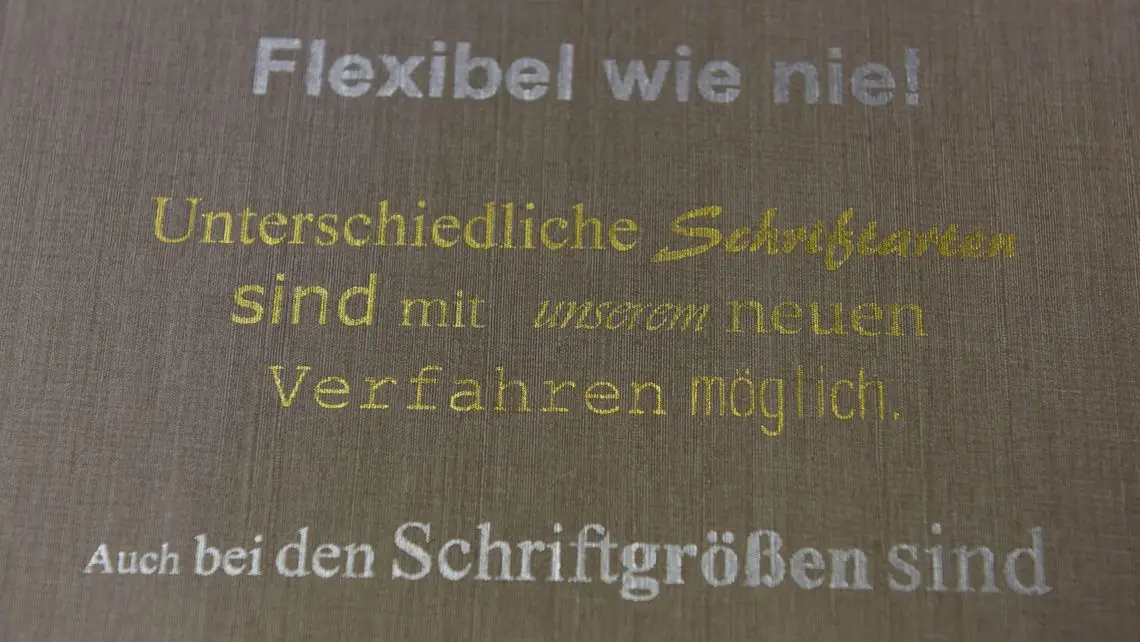 Flexibel wie nie!
Unterschiedliche Schriftarten
sind mit unserem neuen
Verfahren möglich.
Auch bei den Schriftgrößen sind